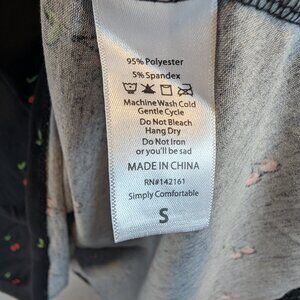 95% Polyester
5% Spandex
Machine Wash Cold
Gentle Cycle
Do Not Bleach
Hang Dry
Do Not Iron
or you'll be sad
MADE IN CHINA
RN#142161
Simply Comfortable
S